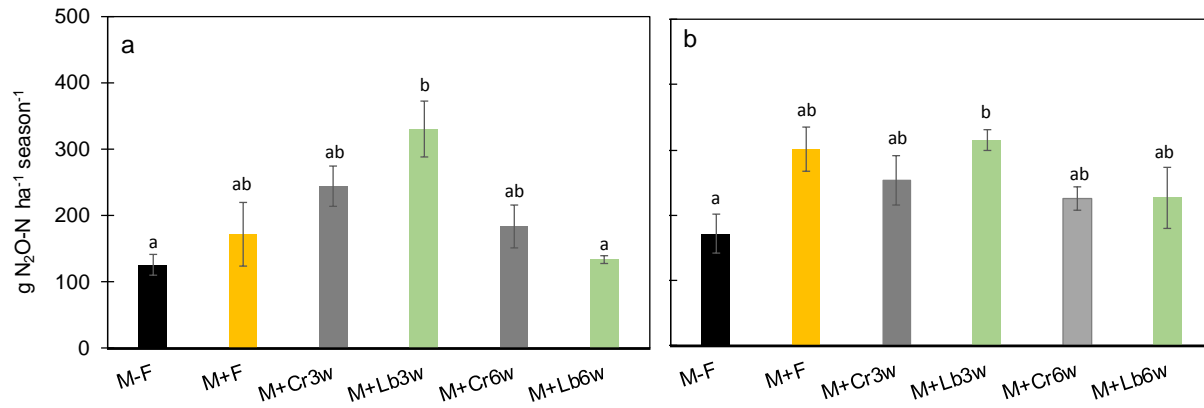 a
b
g N₂O-N ha⁻¹ season⁻¹
500
400
300
200
100
0
a
ab
ab
b
ab
a
a
ab
ab
b
ab
ab
M-F
M+F
M+Cr3w
M+Lb3w
M+Cr6w
M+Lb6w
M-F
M+F
M+Cr3w
M+Lb3w
M+Cr6w
M+Lb6w